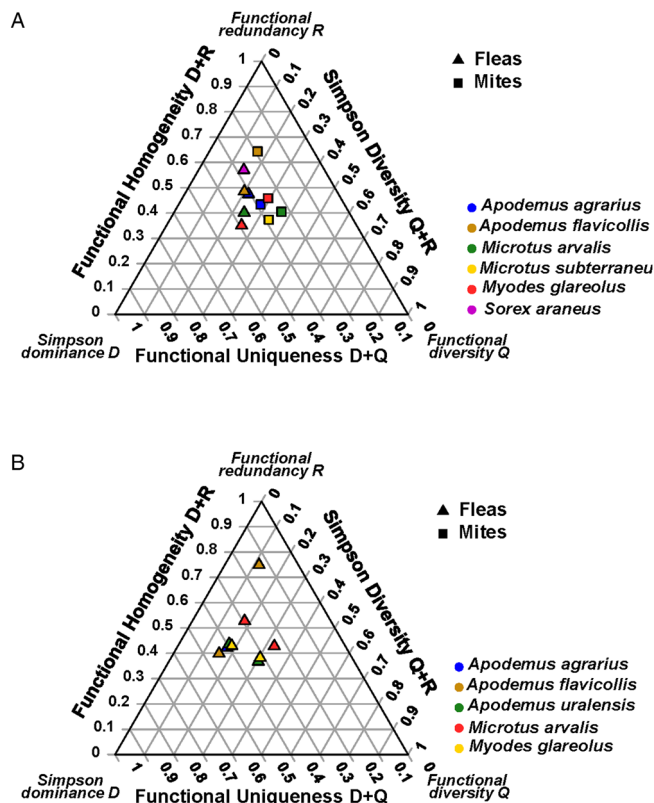 A
Functional
redundancy R
Functional Homogeneity D+R
Simpson Diversity Q+R
1
0.9
0.8
0.7
0.6
0.5
0.4
0.3
0.2
0.1
0
0
0.1
0.2
0.3
0.4
0.5
0.6
0.7
0.8
0.9
1
Fleas
Mites
Apodemus agrarius
Apodemus flavicollis
Microtus arvalis
Microtus subterraneu
Myodes glareolus
Sorex araneus
1
0.9
0.8
0.7
0.6
0.5
0.4
0.3
0.2
0.1
0
Simpson
dominance D
Functional Uniqueness D+Q
Functional
diversity Q
B
Functional
redundancy R
Functional Homogeneity D+R
Simpson Diversity Q+R
1
0.9
0.8
0.7
0.6
0.5
0.4
0.3
0.2
0.1
0
0
0.1
0.2
0.3
0.4
0.5
0.6
0.7
0.8
0.9
1
Fleas
Mites
Apodemus agrarius
Apodemus flavicollis
Apodemus uralensis
Microtus arvalis
Myodes glareolus
1
0.9
0.8
0.7
0.6
0.5
0.4
0.3
0.2
0.1
0
Simpson
dominance D
Functional Uniqueness D+Q
Functional
diversity Q